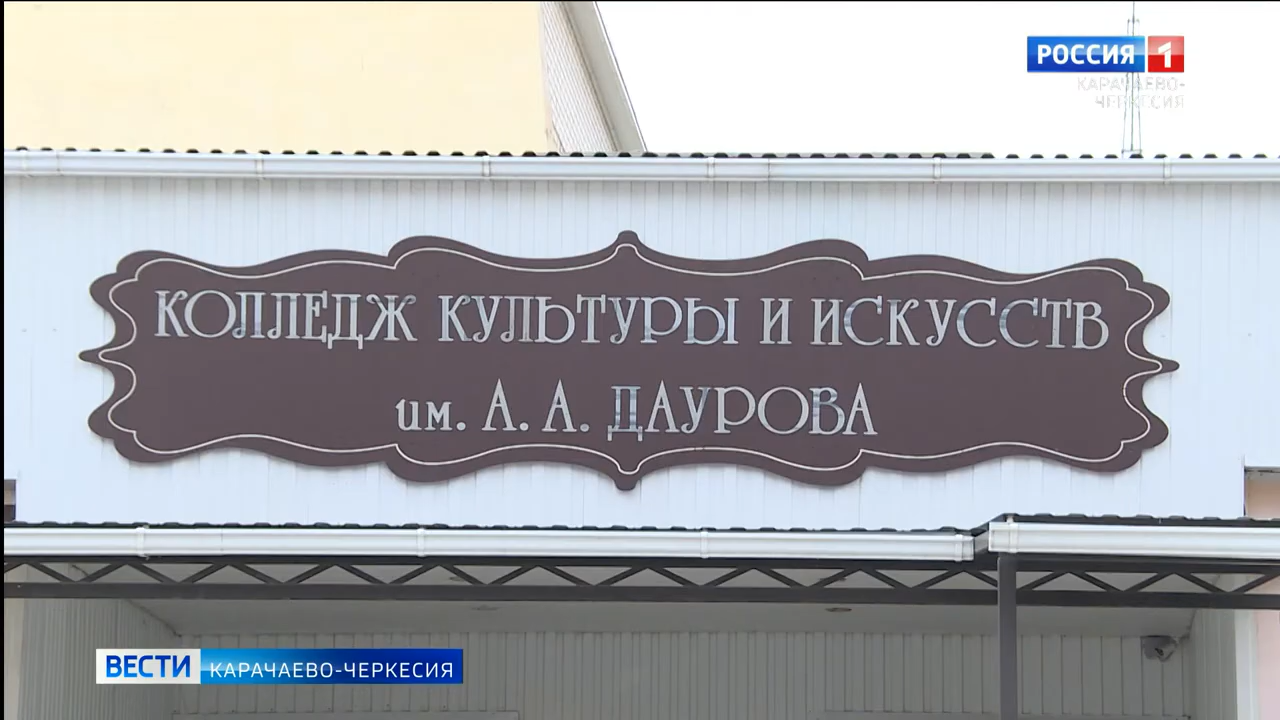 РОССИЯ 1
КАРАЧАЕВО-
ЧЕРКЕСИЯ
КОЛЛЕДЖ КУЛЬТУРЫ И ИСКУССТВ
им. А. А. ДАУРОВА
ВЕСТИ КАРАЧАЕВО-ЧЕРКЕСИЯ